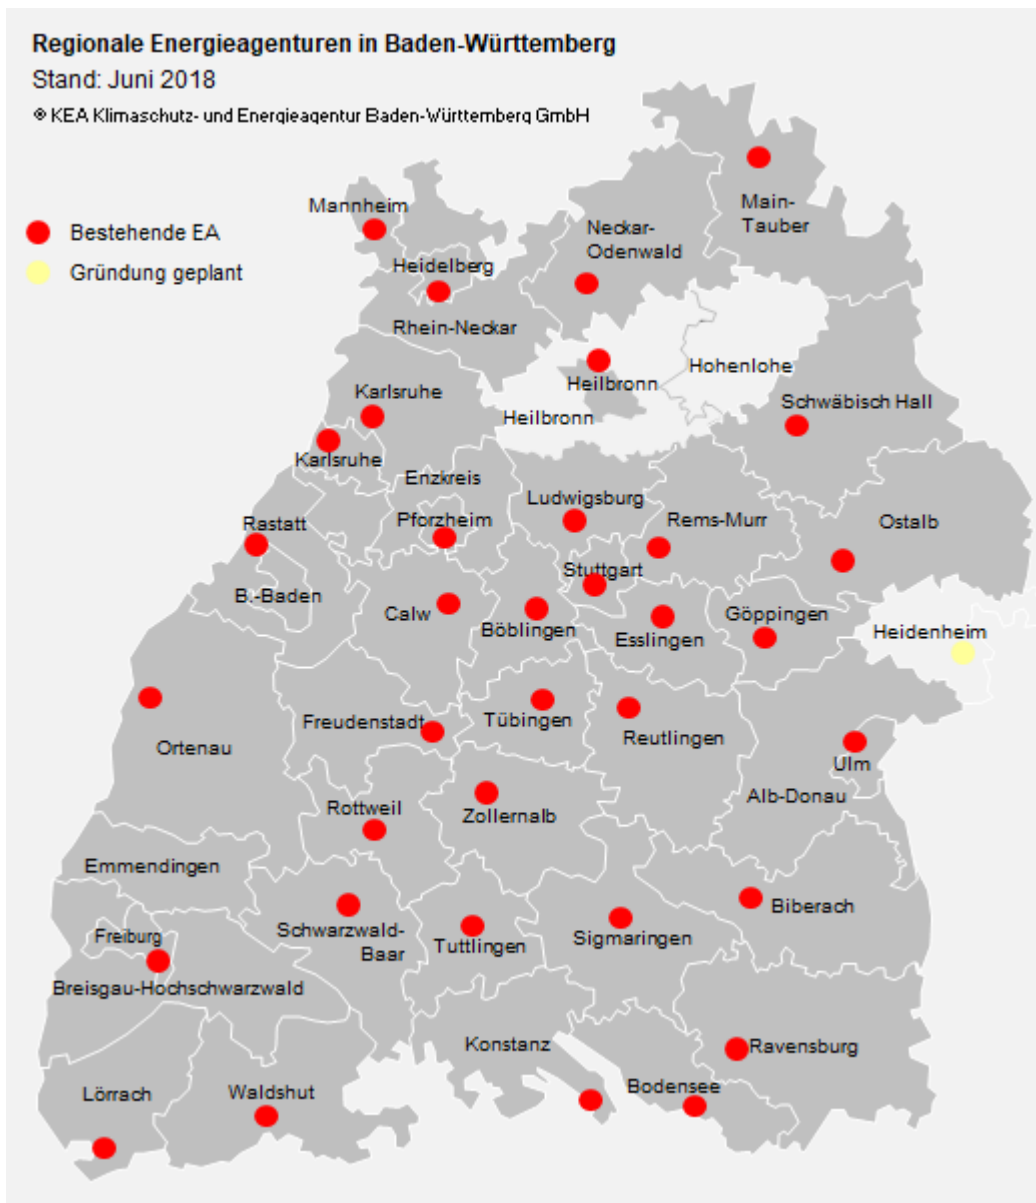 Regionale Energieagenturen in Baden-Württemberg
Stand: Juni 2018
® KEA Klimaschutz- und Energieagentur Baden-Württemberg GmbH
Bestehende EA
Gründung geplant
Main-
Tauber
Mannheim
Neckar-
Odenwald
Heidelberg
Rhein-Neckar
Hohenlohe
Heilbronn
Karlsruhe
Schwäbisch Hall
Heilbronn
Karlsruhe
Enzkreis
Ludwigsburg
Pforzheim
Rems-Murr
Ostalb
Rastatt
Stuttgart
B.-Baden
Calw
Böblingen
Esslingen
Göppingen
Heidenheim
Freudenstadt
Tübingen
Reutlingen
Ortenau
Ulm
Alb-Donau
Rottweil
Zollernalb
Emmendingen
Biberach
Freiburg
Schwarzwald-
Baar
Tuttlingen
Sigmaringen
Breisgau-Hochschwarzwald
Konstanz
Ravensburg
Bodensee
Lörrach
Waldshut